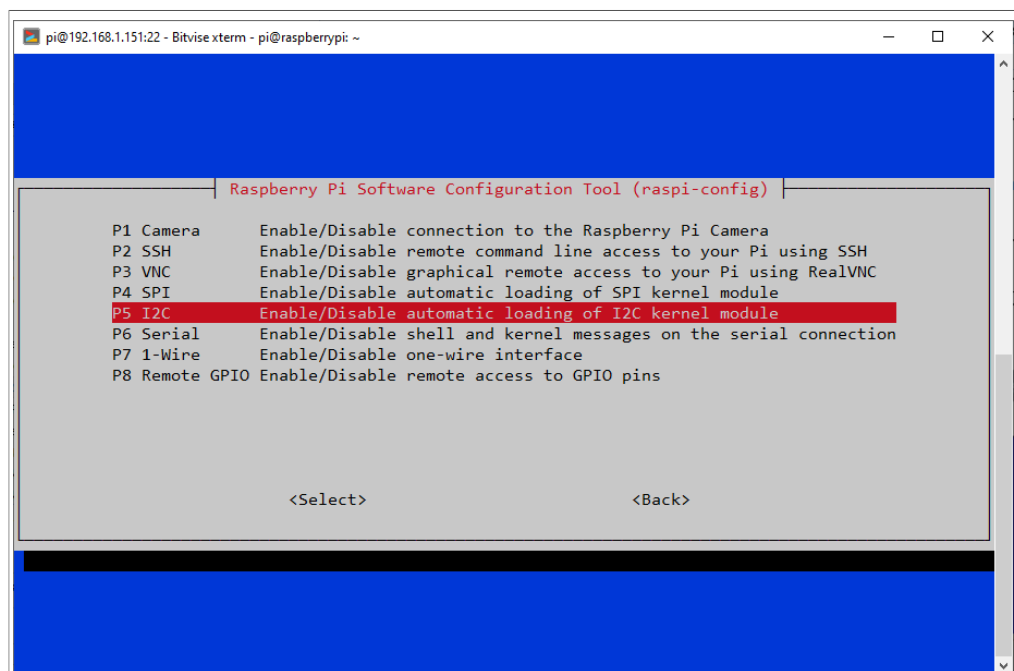 pi@192.168.1.151:22 - Bitvise xterm - pi@raspberrypi: ~
Raspberry Pi Software Configuration Tool (raspi-config)
P1 Camera Enable/Disable connection to the Raspberry Pi Camera
P2 SSH Enable/Disable remote command line access to your Pi using SSH
P3 VNC Enable/Disable graphical remote access to your Pi using RealVNC
P4 SPI Enable/Disable automatic loading of SPI kernel module
P5 I2C Enable/Disable automatic loading of I2C kernel module
P6 Serial Enable/Disable shell and kernel messages on the serial connection
P7 1-Wire Enable/Disable one-wire interface
P8 Remote GPIO Enable/Disable remote access to GPIO pins
<Select> <Back>